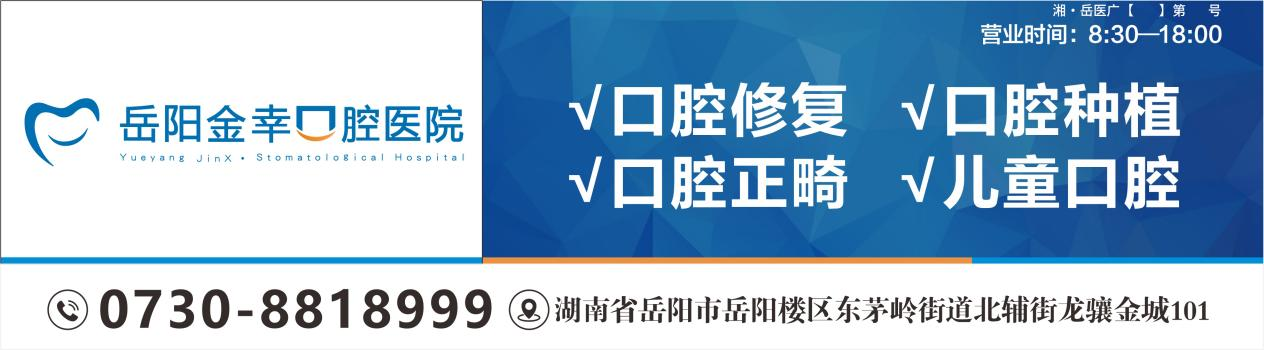 岳阳金幸口腔医院
Yueyang JinX·Stomatological Hospital
湘·岳医广【 】第 号
营业时间：8:30—18:00
√口腔修复 √口腔种植
√口腔正畸 √儿童口腔
0730-8818999
湖南省岳阳市岳阳楼区东茅岭街道北辅街龙骧金城101